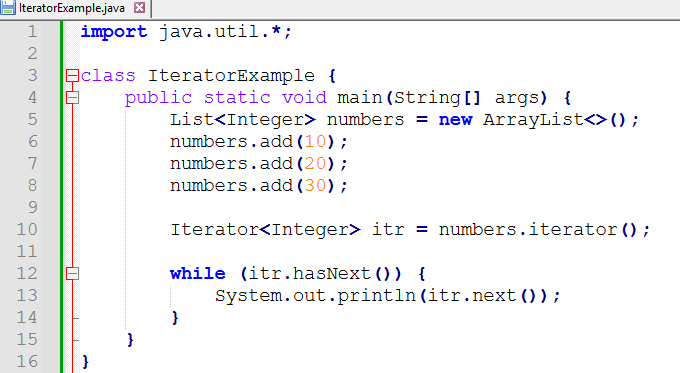 IteratorExample.java
1 import java.util.*;
2
3 class IteratorExample {
4     public static void main(String[] args) {
5         List<Integer> numbers = new ArrayList<>();
6         numbers.add(10);
7         numbers.add(20);
8         numbers.add(30);
9
10         Iterator<Integer> itr = numbers.iterator();
11
12         while (itr.hasNext()) {
13             System.out.println(itr.next());
14         }
15     }
16 }